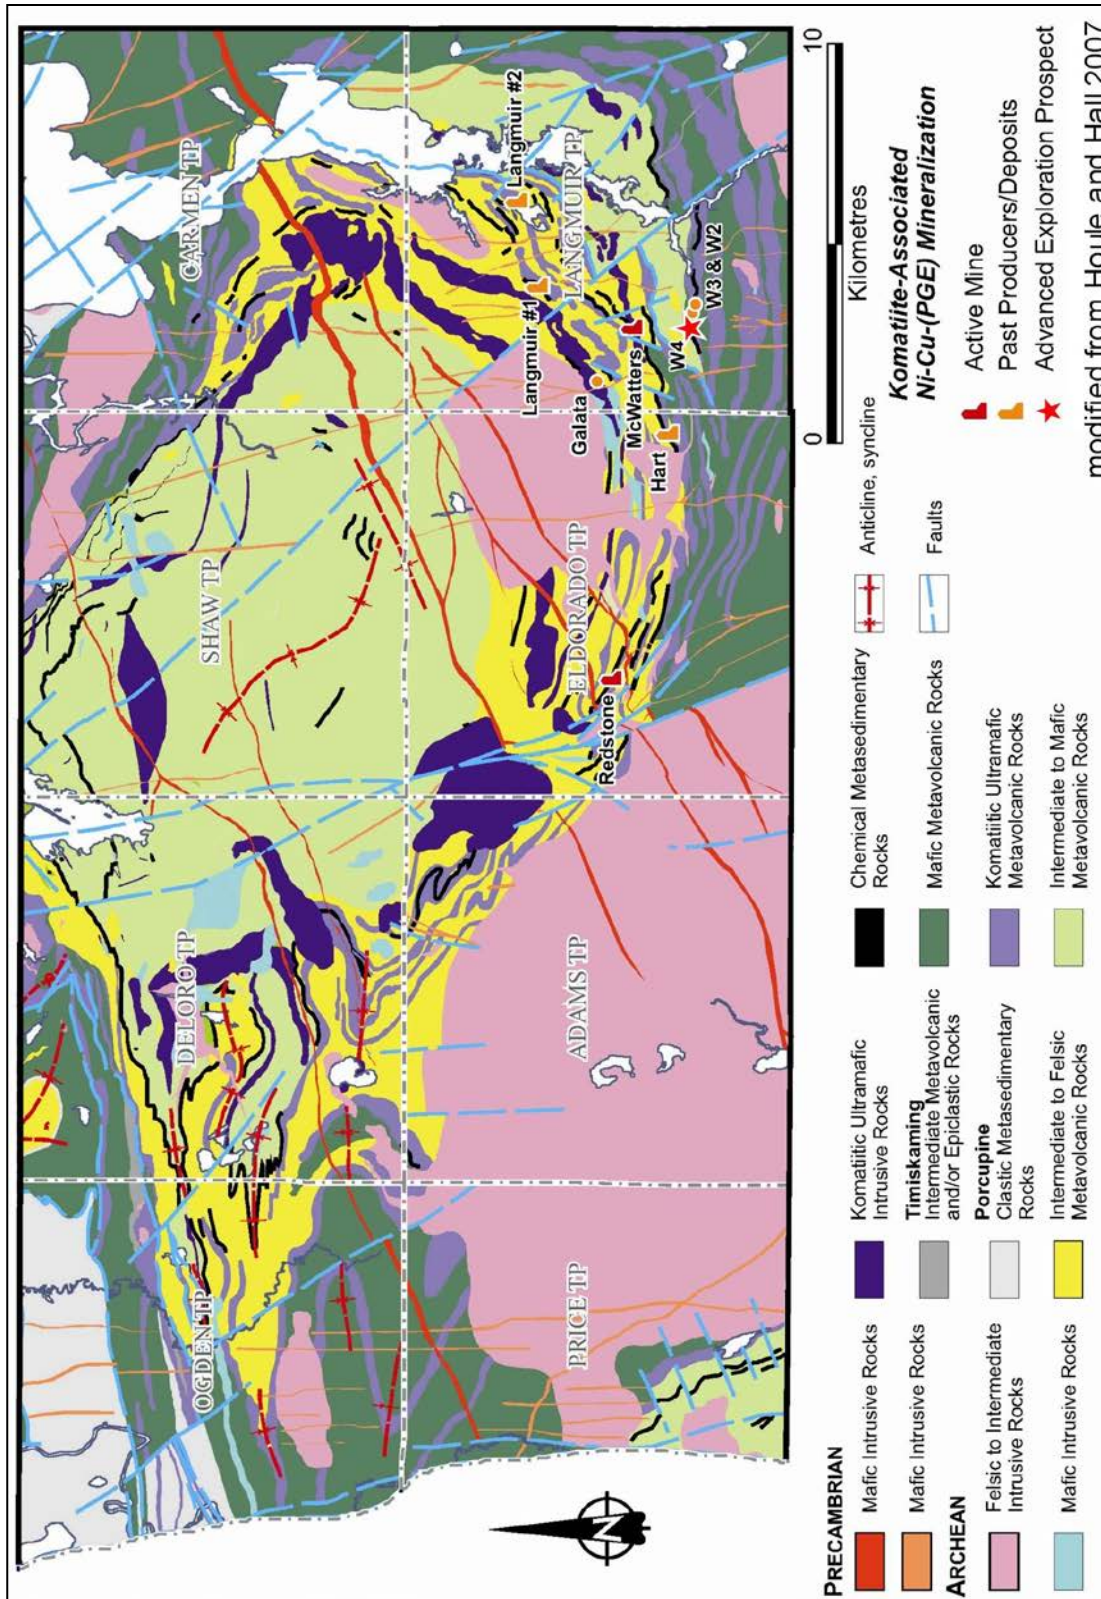 CARMEN TP
SHAW TP
DELORO TP
OGDEN TP
LANGMUIR TP
ELDORADO TP
ADAMS TP
PRICE TP
Langmuir #2
Langmuir #1
Galata
McWatters
Hart
W4
W3 & W2
Redstone
N
0
10
Kilometres
PRECAMBRIAN
Mafic Intrusive Rocks
Mafic Intrusive Rocks
ARCHEAN
Felsic to Intermediate
Intrusive Rocks
Mafic Intrusive Rocks
Komatiitic Ultramafic
Intrusive Rocks
Timiskaming
Intermediate Metavolcanic
and/or Epiclastic Rocks
Porcupine
Clastic Metasedimentary
Rocks
Intermediate to Felsic
Metavolcanic Rocks
Chemical Metasedimentary
Rocks
Mafic Metavolcanic Rocks
Komatiitic Ultramafic
Metavolcanic Rocks
Intermediate to Mafic
Metavolcanic Rocks
Anticline, syncline
Faults
Komatiite-Associated
Ni-Cu-(PGE) Mineralization
Active Mine
Past Producers/Deposits
Advanced Exploration Prospect
modified from Houle and Hall 2007